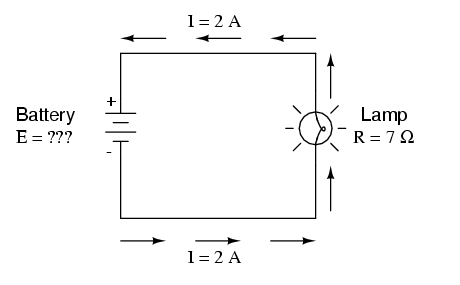 I = 2 A
+
Battery
E = ???
-
Lamp
R = 7 Ω
I = 2 A